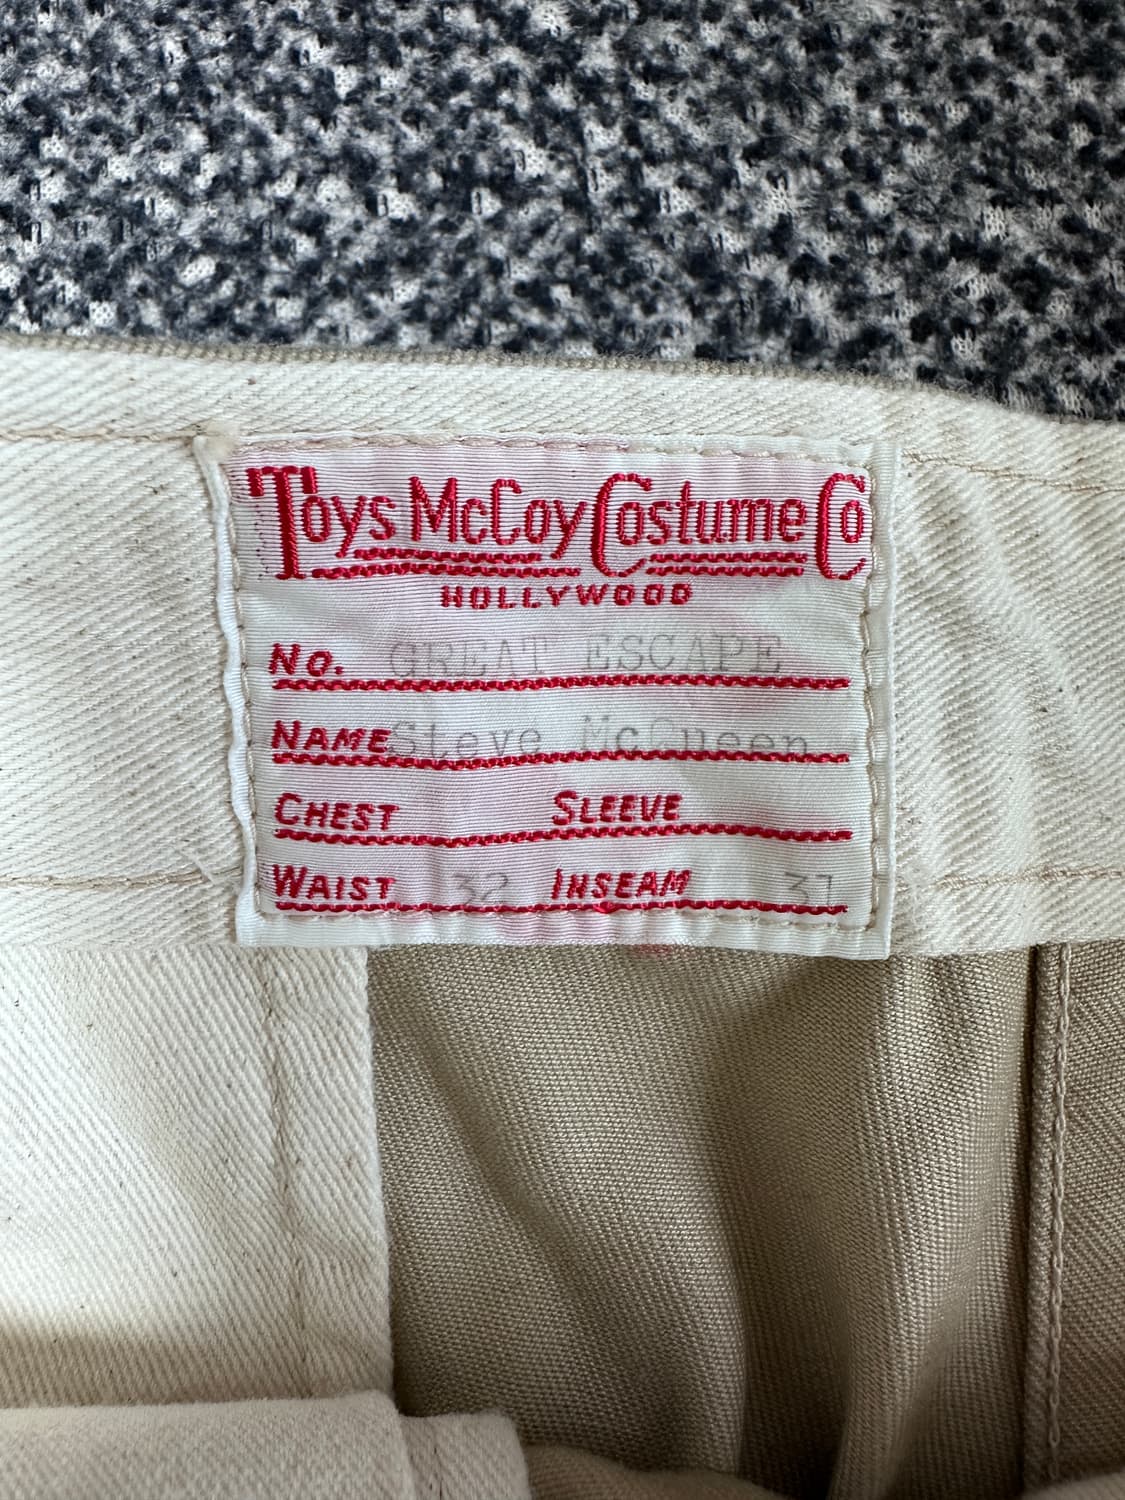 Toys McCoy Costume Co
HOLLYWOOD
No. GREAT ESCAPE
NAME Steve McQueen
CHEST SLEEVE
WAIST 32 INSEAM 31